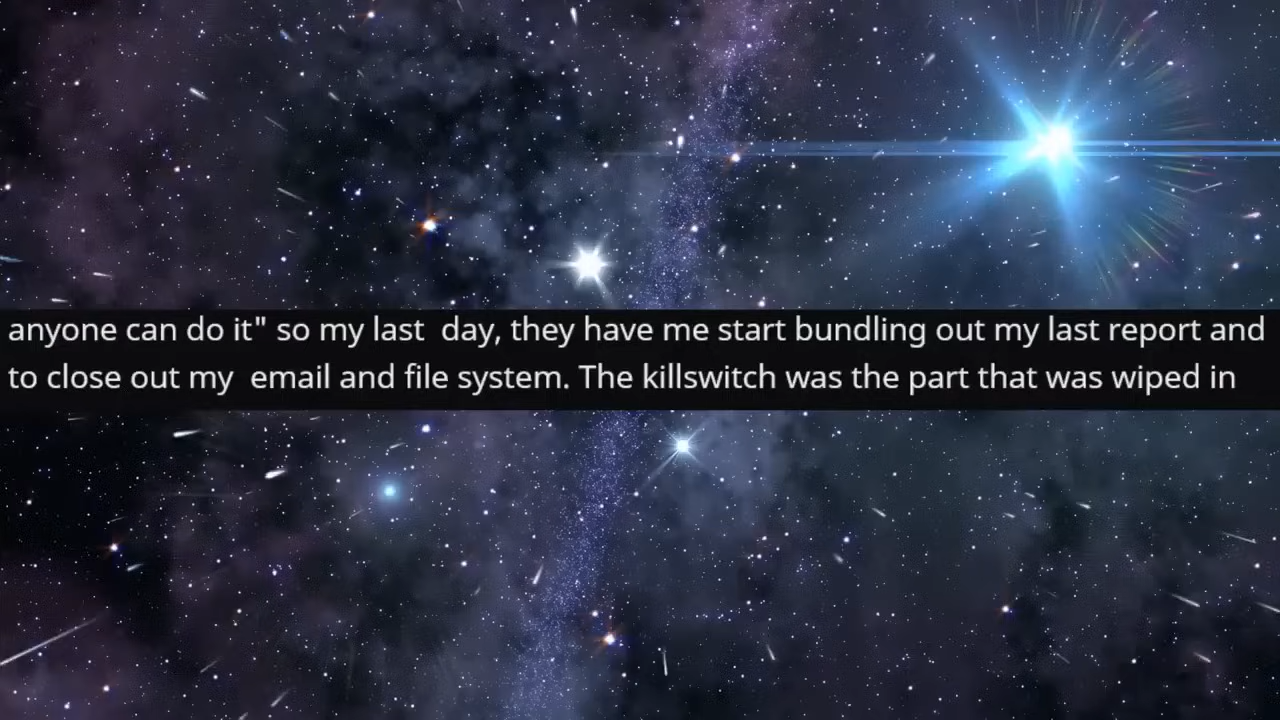 anyone can do it" so my last  day, they have me start bundling out my last report and
to close out my  email and file system. The killswitch was the part that was wiped in